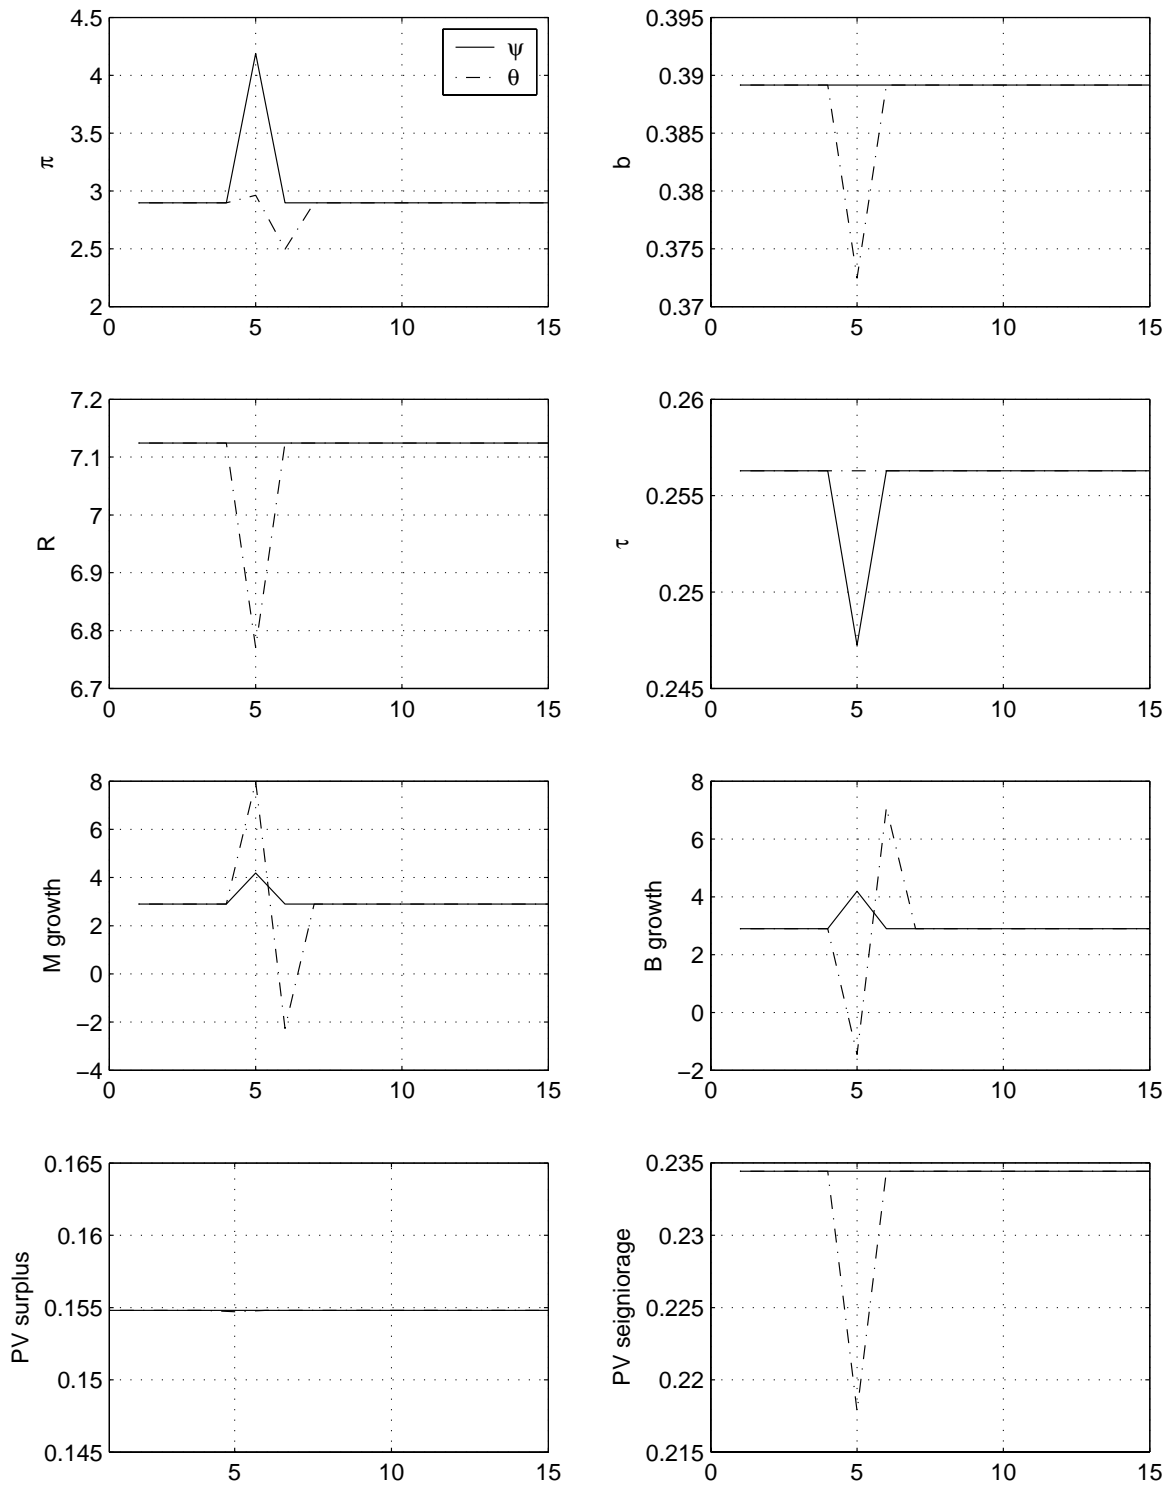 4.5
4
3.5
3
2.5
2
π
ψ
θ
0 5 10 15
0.395
0.39
0.385
0.38
0.375
0.37
b
0 5 10 15
7.2
7.1
7
6.9
6.8
6.7
R
0 5 10 15
0.26
0.255
0.25
0.245
τ
0 5 10 15
8
6
4
2
0
−2
−4
M growth
0 5 10 15
8
6
4
2
0
−2
B growth
0 5 10 15
0.165
0.16
0.155
0.15
0.145
PV surplus
5 10 15
0.235
0.23
0.225
0.22
0.215
PV seigniorage
0 5 10 15